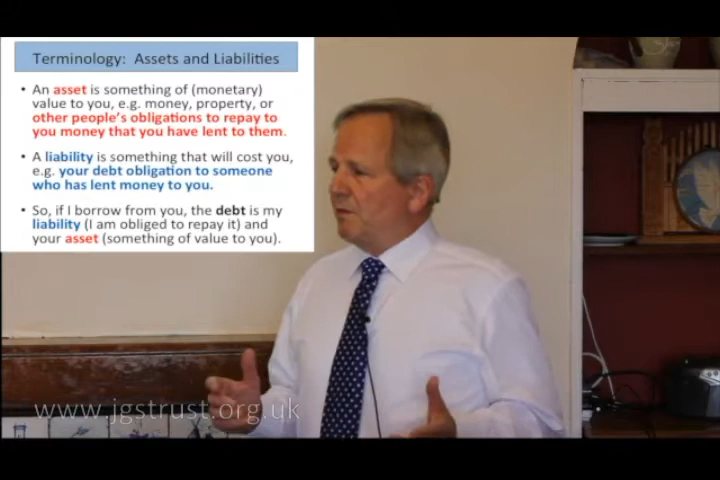 Terminology: Assets and Liabilities
• An asset is something of (monetary)
value to you, e.g. money, property, or
other people's obligations to repay to
you money that you have lent to them.
• A liability is something that will cost you,
e.g. your debt obligation to someone
who has lent money to you.
• So, if I borrow from you, the debt is my
liability (I am obliged to repay it) and
your asset (something of value to you).
www.jgstrust.org.uk